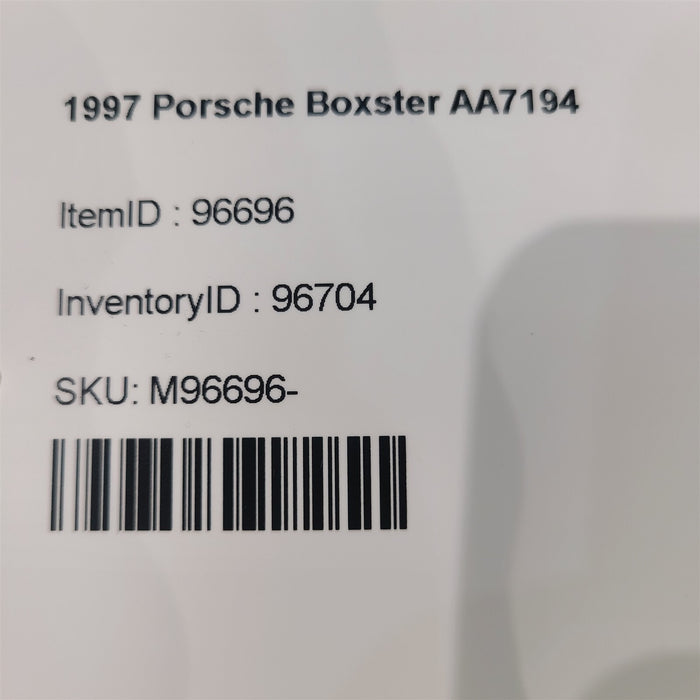 1997 Porsche Boxster AA7194
ItemID : 96696
InventoryID : 96704
SKU: M96696-